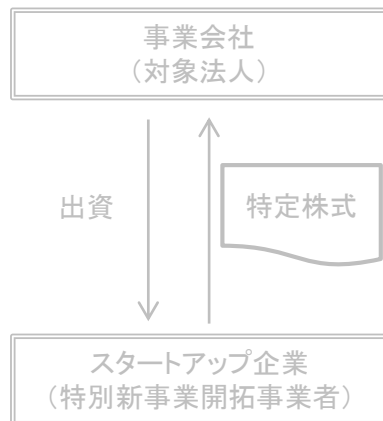 事業会社
（対象法人）
出資
特定株式
スタートアップ企業
（特別新事業開拓事業者）